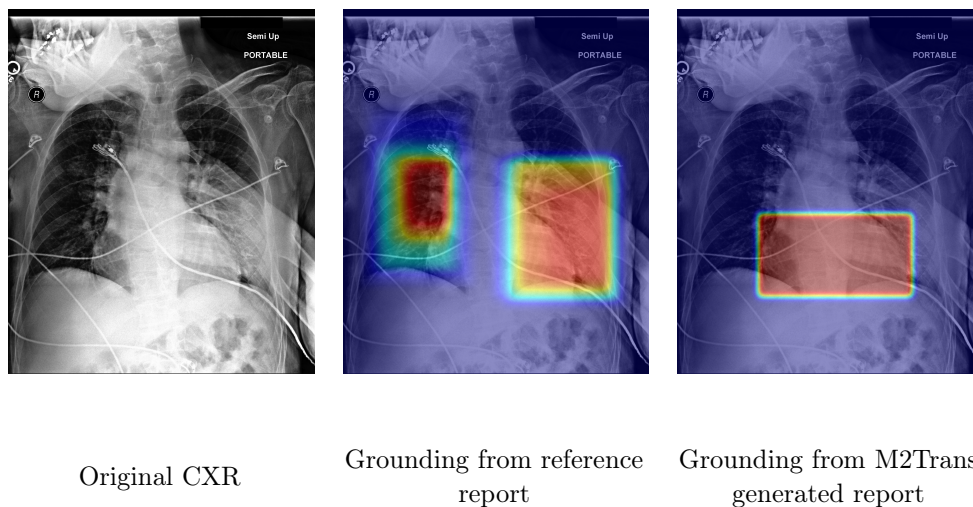 Semi Up
PORTABLE
R
Semi Up
PORTABLE
R
Semi Up
PORTABLE
R
Original CXR
Grounding from reference
report
Grounding from M2Trans
generated report